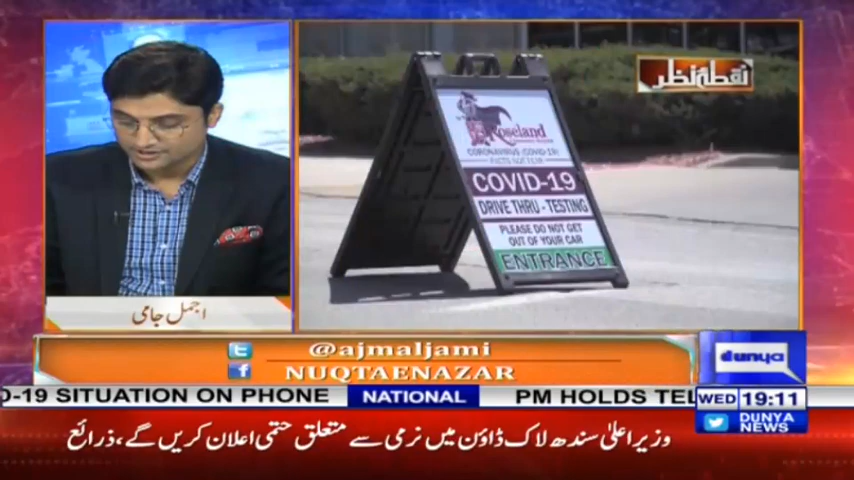 نقطۂ نظر
Roseland
CORONAVIRUS (COVID-19)
COVID-19
DRIVE THRU - TESTING
PLEASE DO NOT GET
OUT OF YOUR CAR
ENTRANCE
اجمل جامی
@ajmaljami
NUQTAENAZAR
dunya
D-19 SITUATION ON PHONE NATIONAL PM HOLDS TEL
WED 19:11
DUNYA NEWS
وزیراعلیٰ سندھ لاک ڈاؤن میں نرمی سے متعلق حتمی اعلان کریں گے، ذرائع